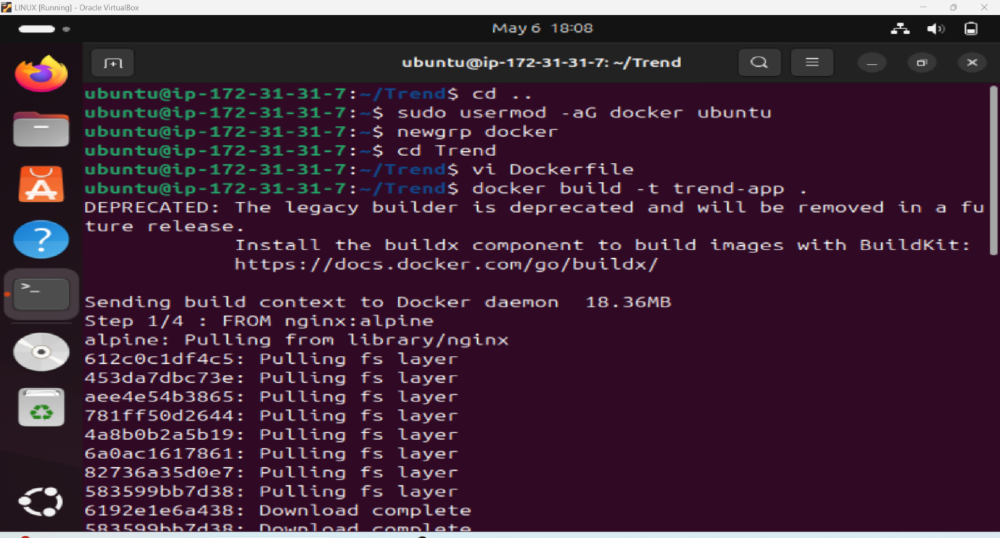 LINUX [Running] - Oracle VirtualBox
May 6 18:08
ubuntu@ip-172-31-31-7: ~/Trend
ubuntu@ip-172-31-31-7:~/Trend$ cd ..
ubuntu@ip-172-31-31-7:~$ sudo usermod -aG docker ubuntu
ubuntu@ip-172-31-31-7:~$ newgrp docker
ubuntu@ip-172-31-31-7:~$ cd Trend
ubuntu@ip-172-31-31-7:~/Trend$ vi Dockerfile
ubuntu@ip-172-31-31-7:~/Trend$ docker build -t trend-app .
DEPRECATED: The legacy builder is deprecated and will be removed in a fu
ture release.
Install the buildx component to build images with BuildKit:
https://docs.docker.com/go/buildx/
Sending build context to Docker daemon  18.36MB
Step 1/4 : FROM nginx:alpine
alpine: Pulling from library/nginx
612c0c1df4c5: Pulling fs layer
453da7dbc73e: Pulling fs layer
aee4e54b3865: Pulling fs layer
781ff50d2644: Pulling fs layer
4a8b0b2a5b19: Pulling fs layer
6a0ac1617861: Pulling fs layer
82736a35d0e7: Pulling fs layer
583599bb7d38: Pulling fs layer
6192e1e6a438: Download complete
583599bb7d38: Download complete